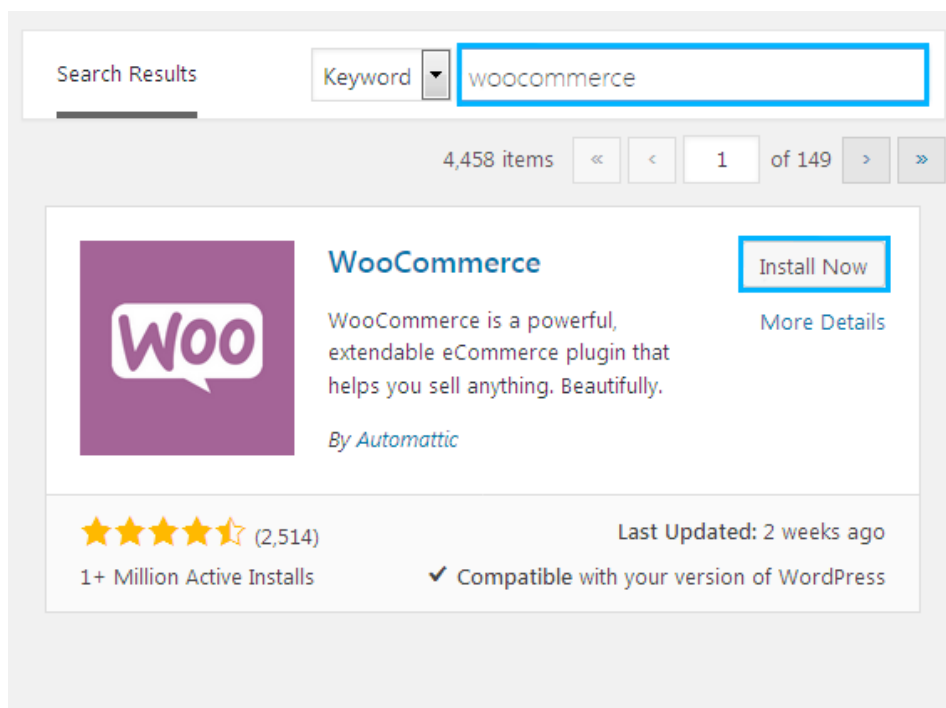 Search Results
Keyword
woocommerce
4,458 items « ‹ 1 of 149 › »
WOO
WooCommerce
Install Now
WooCommerce is a powerful,
extendable eCommerce plugin that
helps you sell anything. Beautifully.
More Details
By Automattic
(2,514)
Last Updated: 2 weeks ago
1+ Million Active Installs
✔ Compatible with your version of WordPress